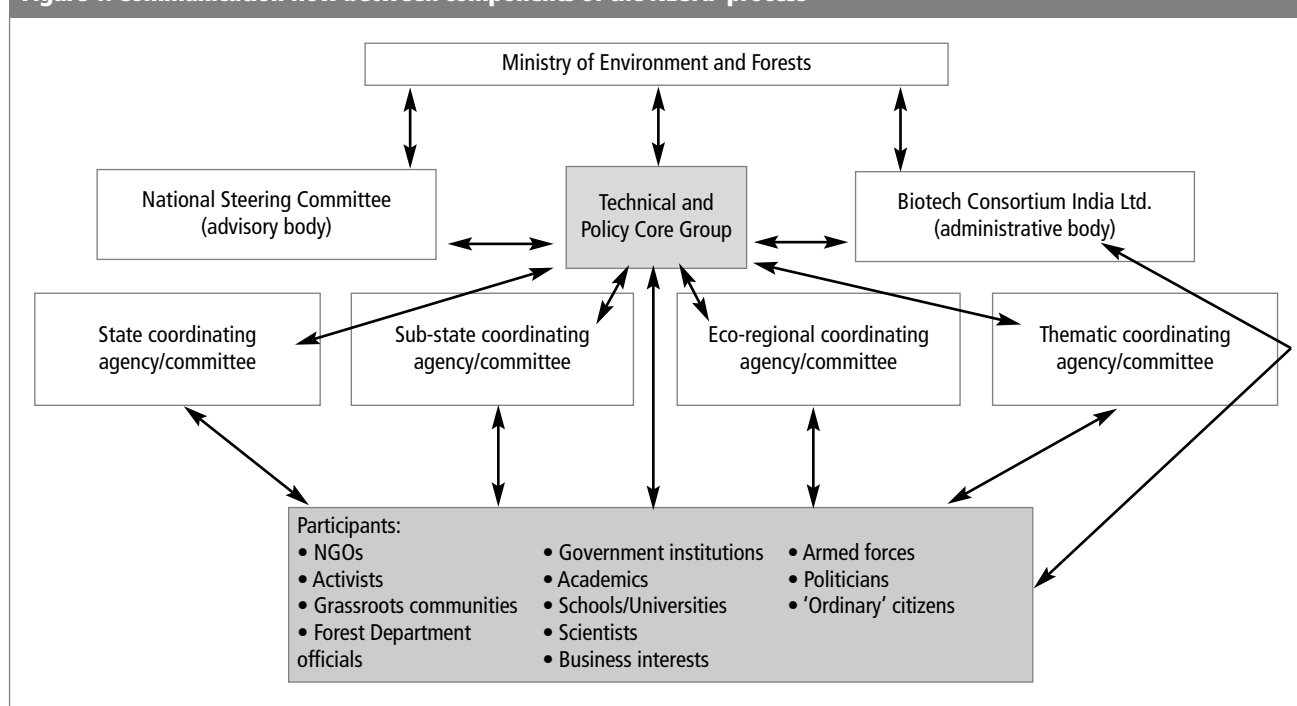 Ministry of Environment and Forests
National Steering Committee
(advisory body)
Technical and
Policy Core Group
Biotech Consortium India Ltd.
(administrative body)
State coordinating
agency/committee
Sub-state coordinating
agency/committee
Eco-regional coordinating
agency/committee
Thematic coordinating
agency/committee
Participants:
• NGOs
• Activists
• Grassroots communities
• Forest Department
officials
• Government institutions
• Academics
• Schools/Universities
• Scientists
• Business interests
• Armed forces
• Politicians
• ‘Ordinary’ citizens